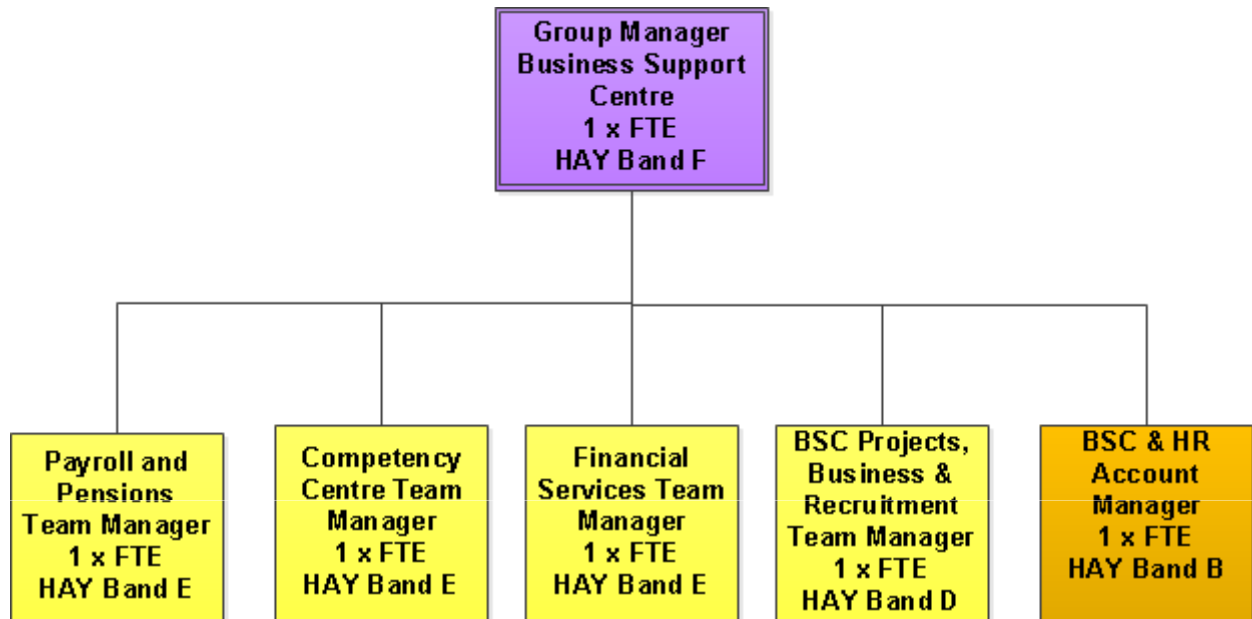 Group Manager
Business Support
Centre
1 x FTE
HAY Band F
Payroll and
Pensions
Team Manager
1 x FTE
HAY Band E
Competency
Centre Team
Manager
1 x FTE
HAY Band E
Financial
Services Team
Manager
1 x FTE
HAY Band E
BSC Projects,
Business &
Recruitment
Team Manager
1 x FTE
HAY Band D
BSC & HR
Account
Manager
1 x FTE
HAY Band B